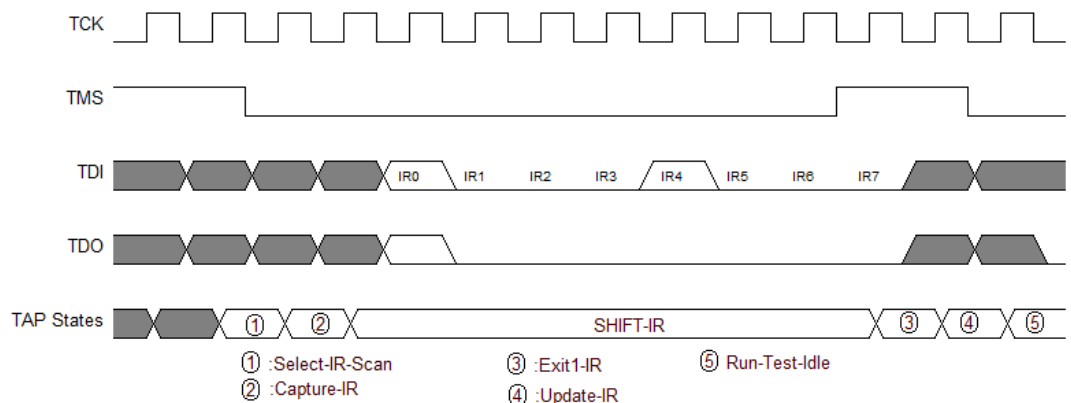 TCK
TMS
TDI IR0 IR1 IR2 IR3 IR4 IR5 IR6 IR7
TDO
TAP States 1 2 SHIFT-IR 3 4 5
1 :Select-IR-Scan 3 :Exit1-IR 5 Run-Test-Idle
2 :Capture-IR 4 :Update-IR